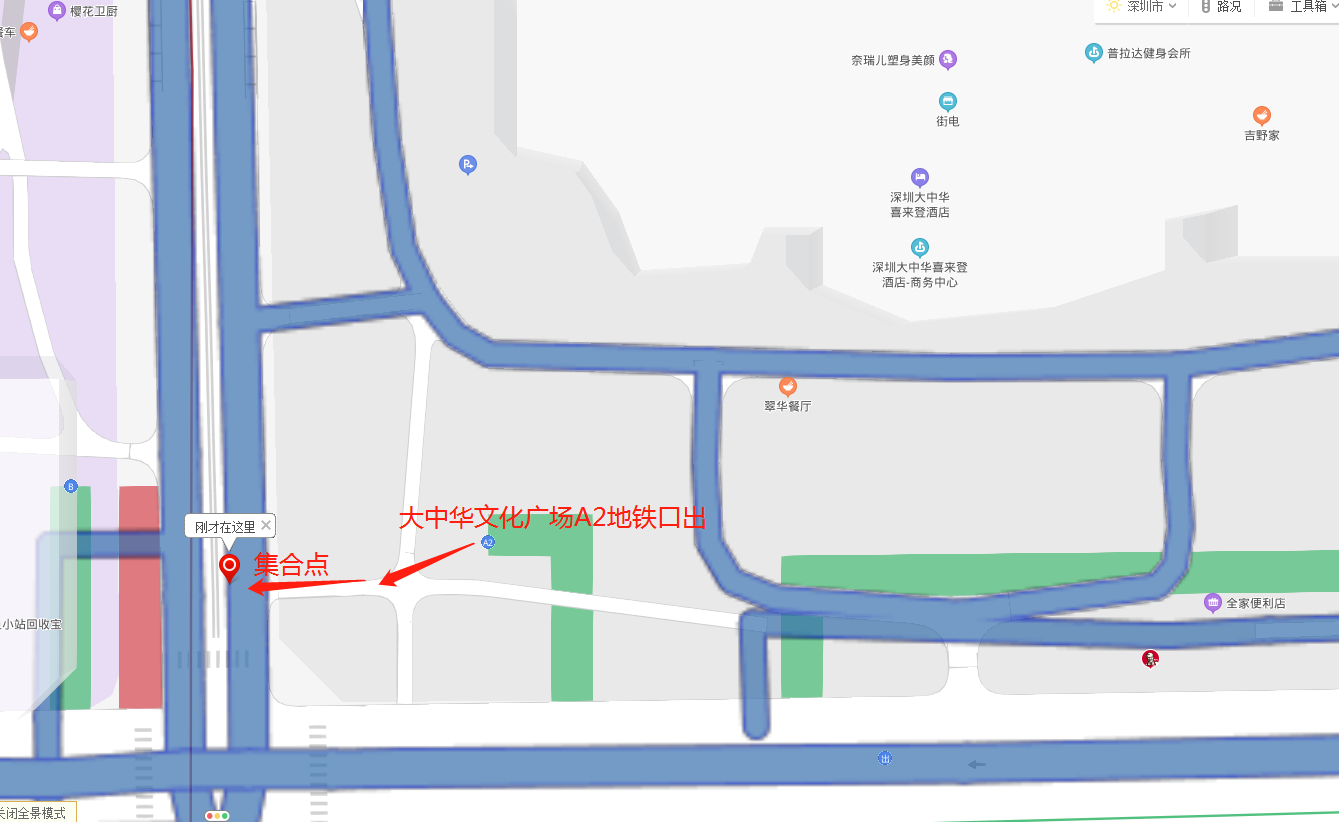 樱花卫厨
餐车
深圳市
路况
工具箱
奈瑞儿塑身美颜
普拉达健身会所
街电
吉野家
P
深圳大中华
喜来登酒店
深圳大中华喜来登
酒店-商务中心
翠华餐厅
B
大中华文化广场A2地铁口出
刚才在这里
A2
集合点
全家便利店
小站回收宝
出
关闭全景模式